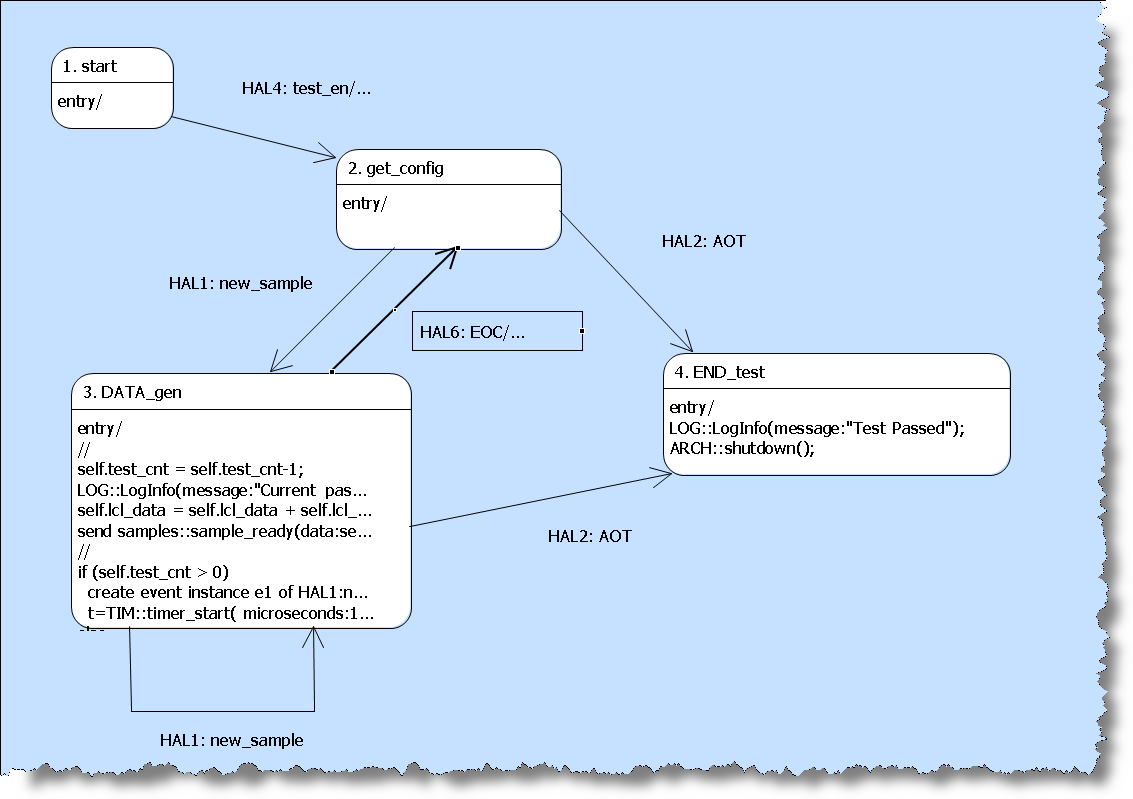 1. start
entry/
HAL4: test_en/...
2. get_config
entry/
HAL2: AOT
HAL1: new_sample
HAL6: EOC/...
3. DATA_gen
entry/
//
self.test_cnt = self.test_cnt-1;
LOG::LogInfo(message:"Current pas...
self.lcl_data = self.lcl_data + self.lcl_...
send samples::sample_ready(data:se...
//
if (self.test_cnt > 0)
create event instance e1 of HAL1:n...
t=TIM::timer_start( microseconds:1...
4. END_test
entry/
LOG::LogInfo(message:"Test Passed");
ARCH::shutdown();
HAL2: AOT
HAL1: new_sample